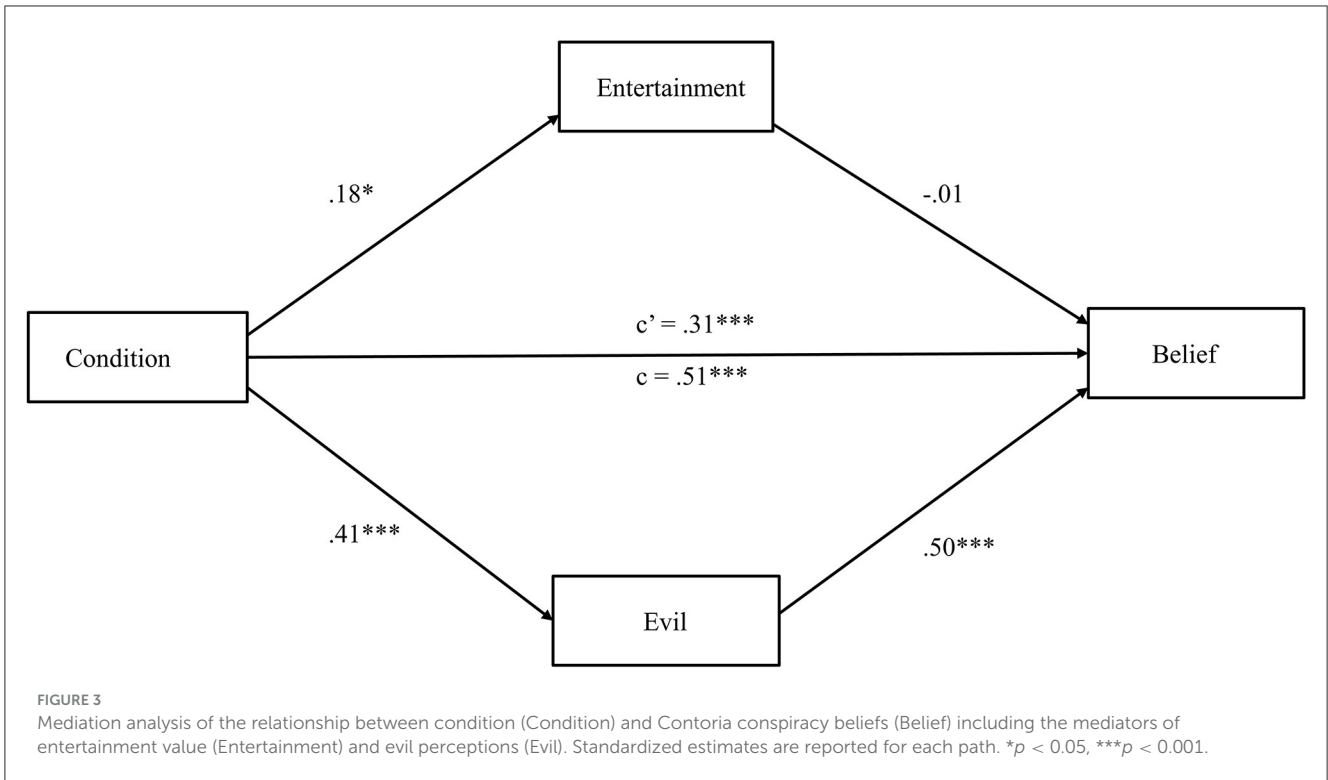 Entertainment
.18*
-.01
c’ = .31***
Condition
Belief
c = .51***
.41***
.50***
Evil
FIGURE 3
Mediation analysis of the relationship between condition (Condition) and Contoria conspiracy beliefs (Belief) including the mediators of
entertainment value (Entertainment) and evil perceptions (Evil). Standardized estimates are reported for each path. *p < 0.05, ***p < 0.001.